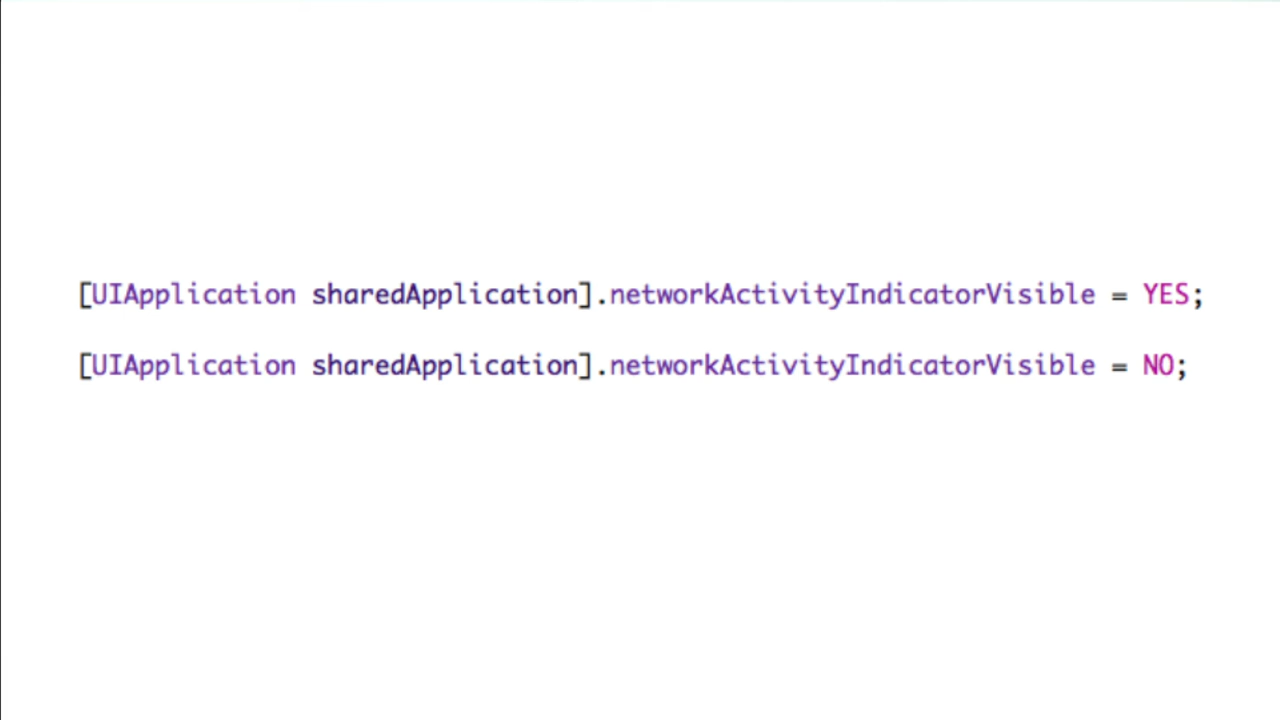 [UIApplication sharedApplication].networkActivityIndicatorVisible = YES;
[UIApplication sharedApplication].networkActivityIndicatorVisible = NO;